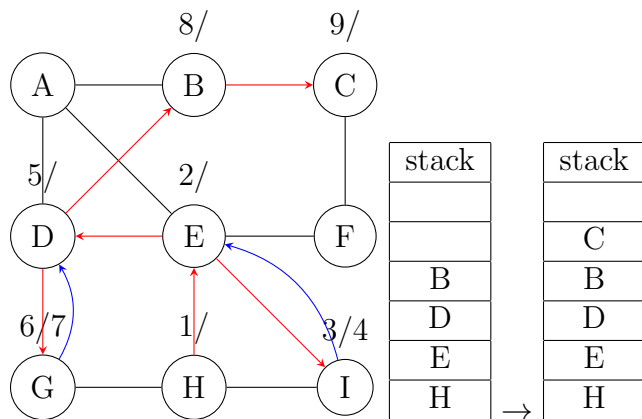 8/ 9/
A B C
5/ 2/
D E F
6/7 1/ 3/4
G H I
stack
B
D
E
H
→
stack
C
B
D
E
H